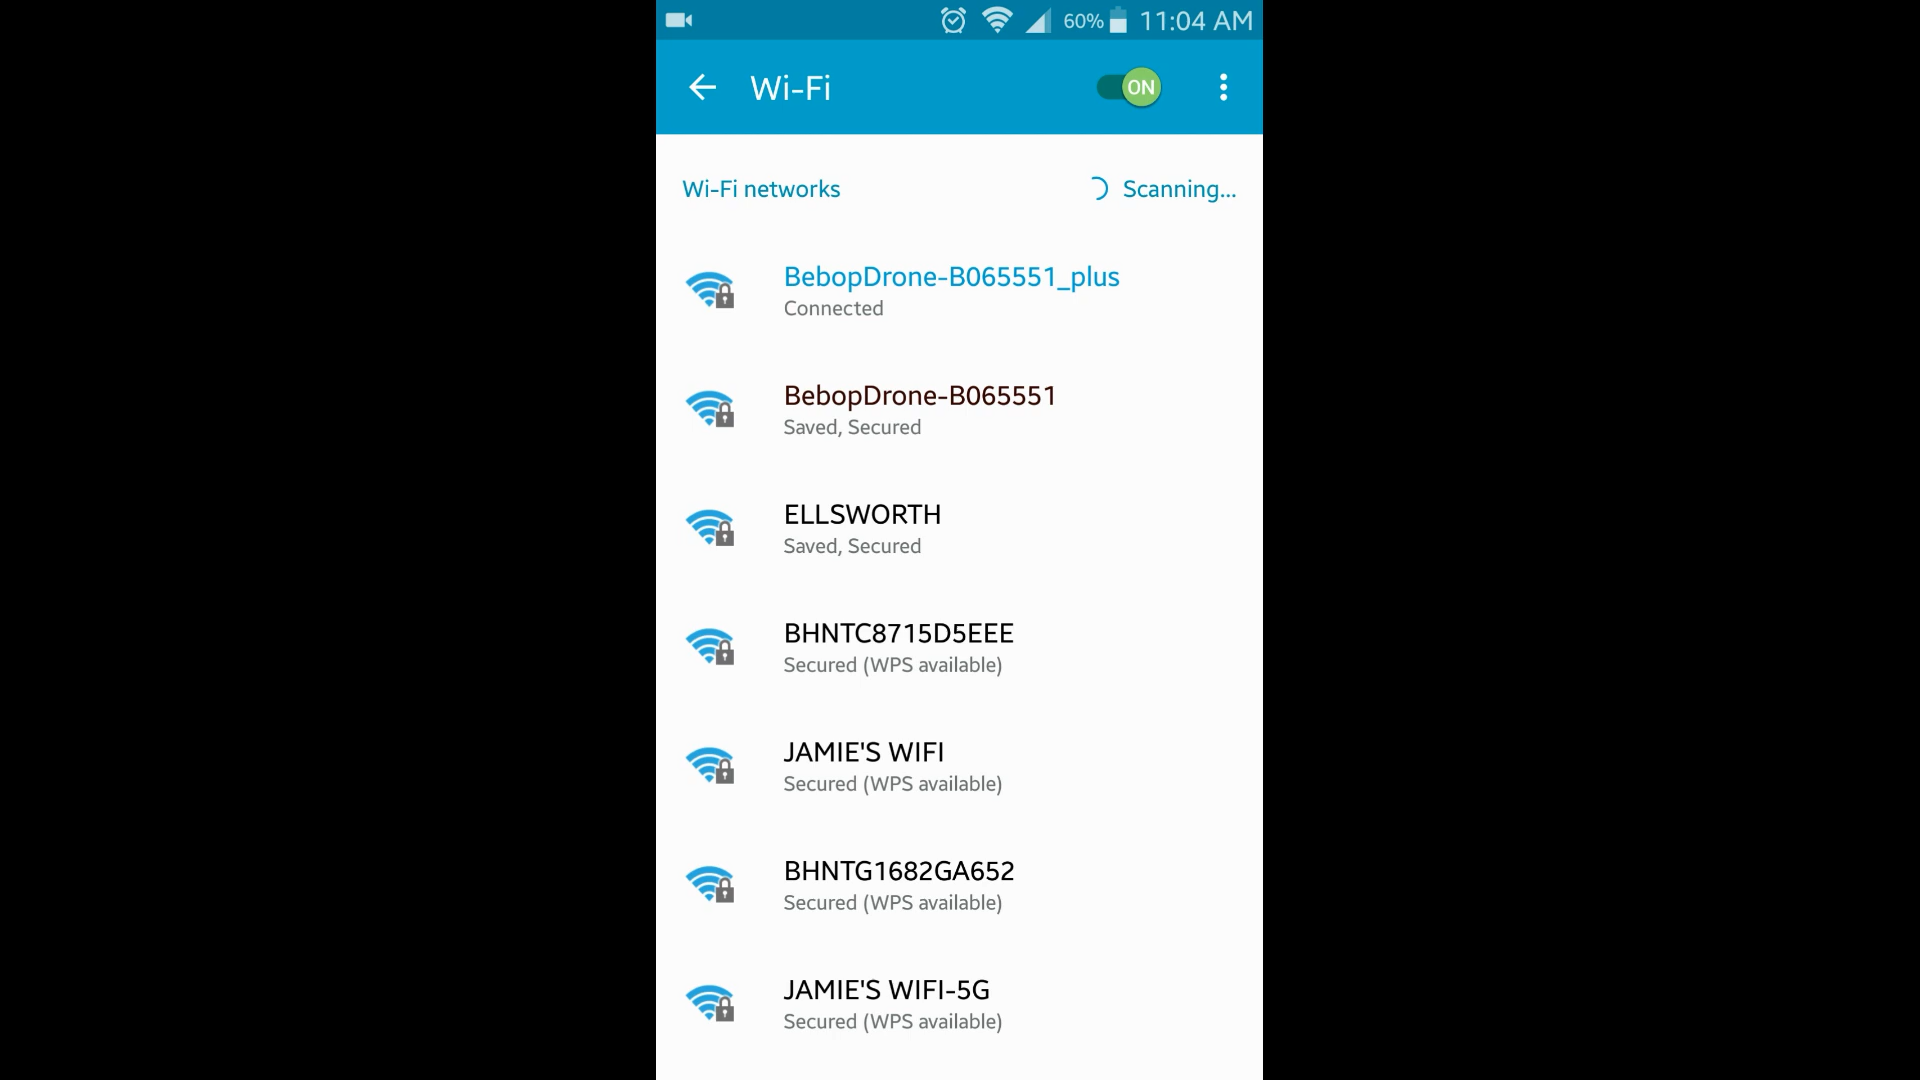 60% 11:04 AM
Wi-Fi ON
Wi-Fi networks Scanning...
BebopDrone-B065551_plus
Connected
BebopDrone-B065551
Saved, Secured
ELLSWORTH
Saved, Secured
BHNTC8715D5EEE
Secured (WPS available)
JAMIE'S WIFI
Secured (WPS available)
BHNTG1682GA652
Secured (WPS available)
JAMIE'S WIFI-5G
Secured (WPS available)